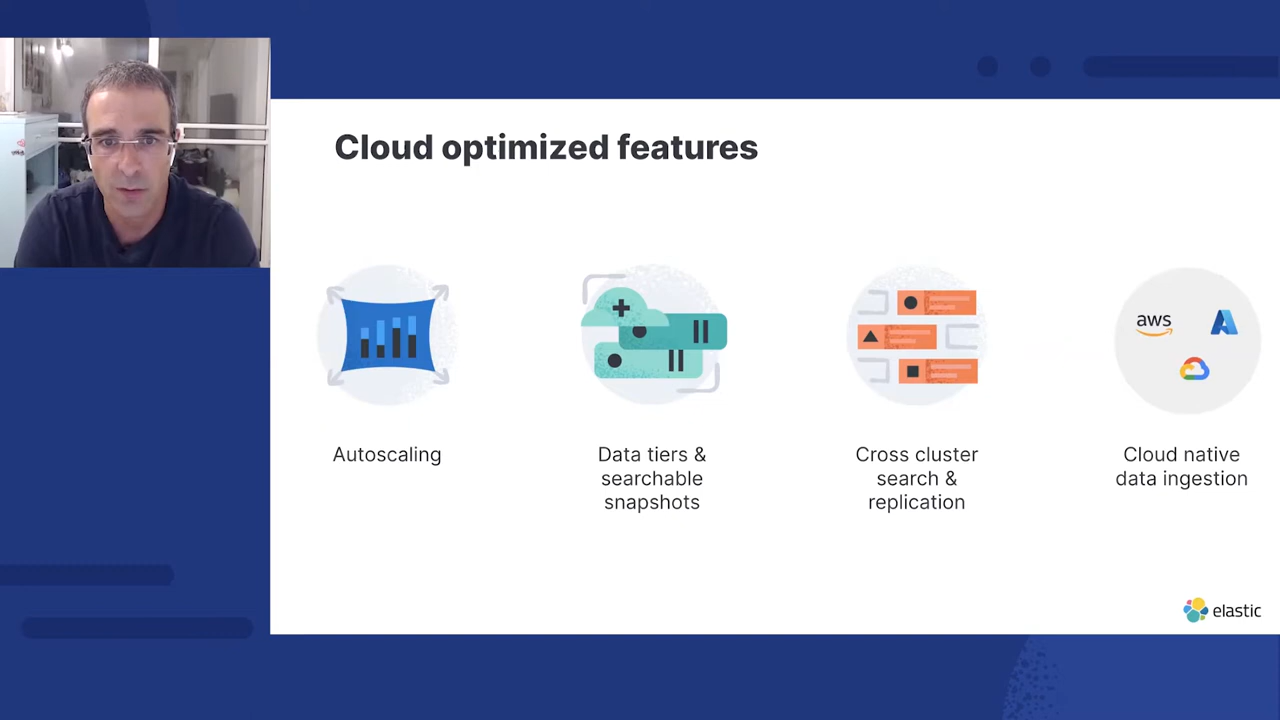 Cloud optimized features
aws
Autoscaling
Data tiers &
searchable
snapshots
Cross cluster
search &
replication
Cloud native
data ingestion
elastic